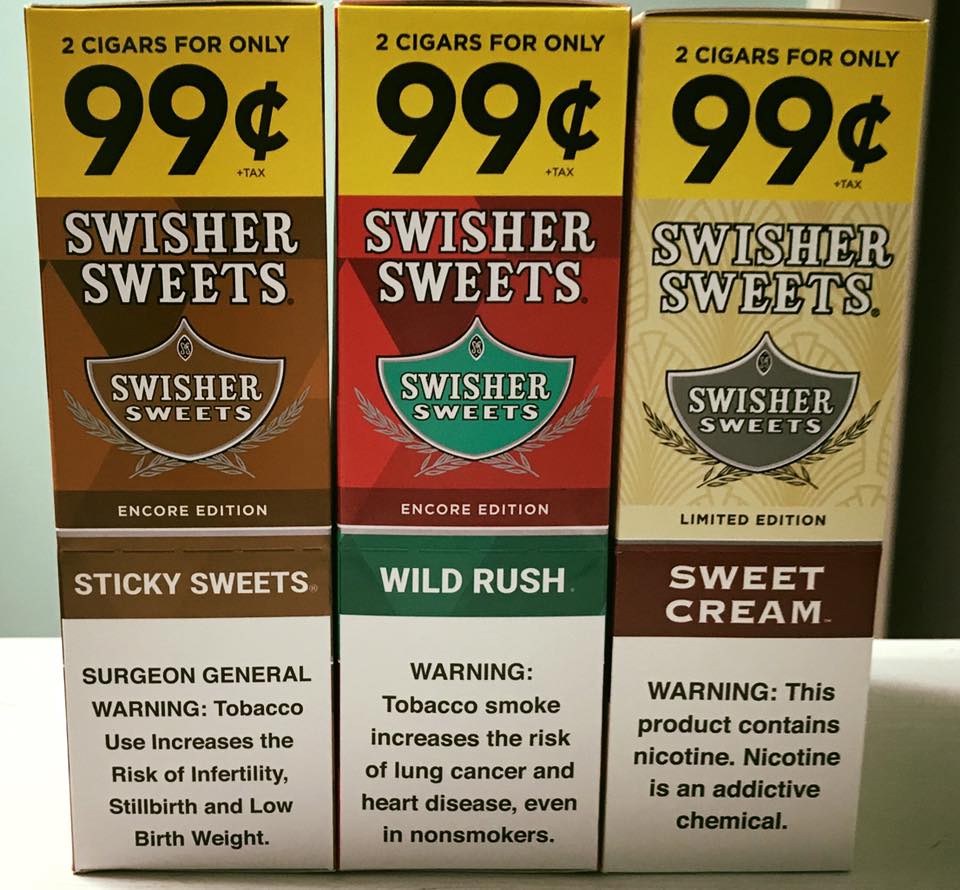 2 CIGARS FOR ONLY
99¢
+TAX
SWISHER
SWEETS®
SWISHER
SWEETS
ENCORE EDITION
STICKY SWEETS®
SURGEON GENERAL
WARNING: Tobacco
Use Increases the
Risk of Infertility,
Stillbirth and Low
Birth Weight.
2 CIGARS FOR ONLY
99¢
+TAX
SWISHER
SWEETS®
SWISHER
SWEETS
ENCORE EDITION
WILD RUSH
WARNING:
Tobacco smoke
increases the risk
of lung cancer and
heart disease, even
in nonsmokers.
2 CIGARS FOR ONLY
99¢
+TAX
SWISHER
SWEETS®
SWISHER
SWEETS
LIMITED EDITION
SWEET
CREAM™
WARNING: This
product contains
nicotine. Nicotine
is an addictive
chemical.